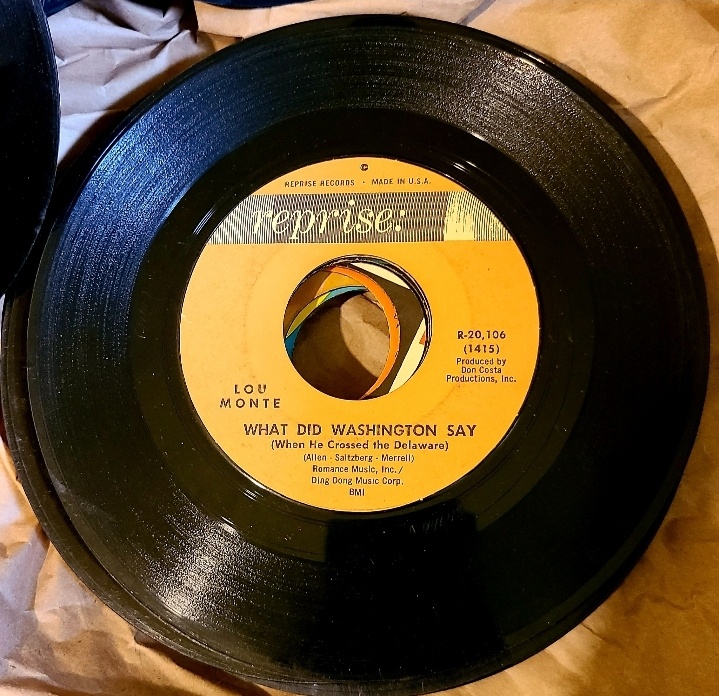 ©
REPRISE RECORDS · MADE IN U.S.A.
reprise:
R-20,106
(1415)
Produced by
Don Costa
Productions, Inc.
LOU
MONTE
WHAT DID WASHINGTON SAY
(When He Crossed the Delaware)
(Allen - Saltzberg - Merrell)
Romance Music, Inc./
Ding Dong Music Corp.
BMI